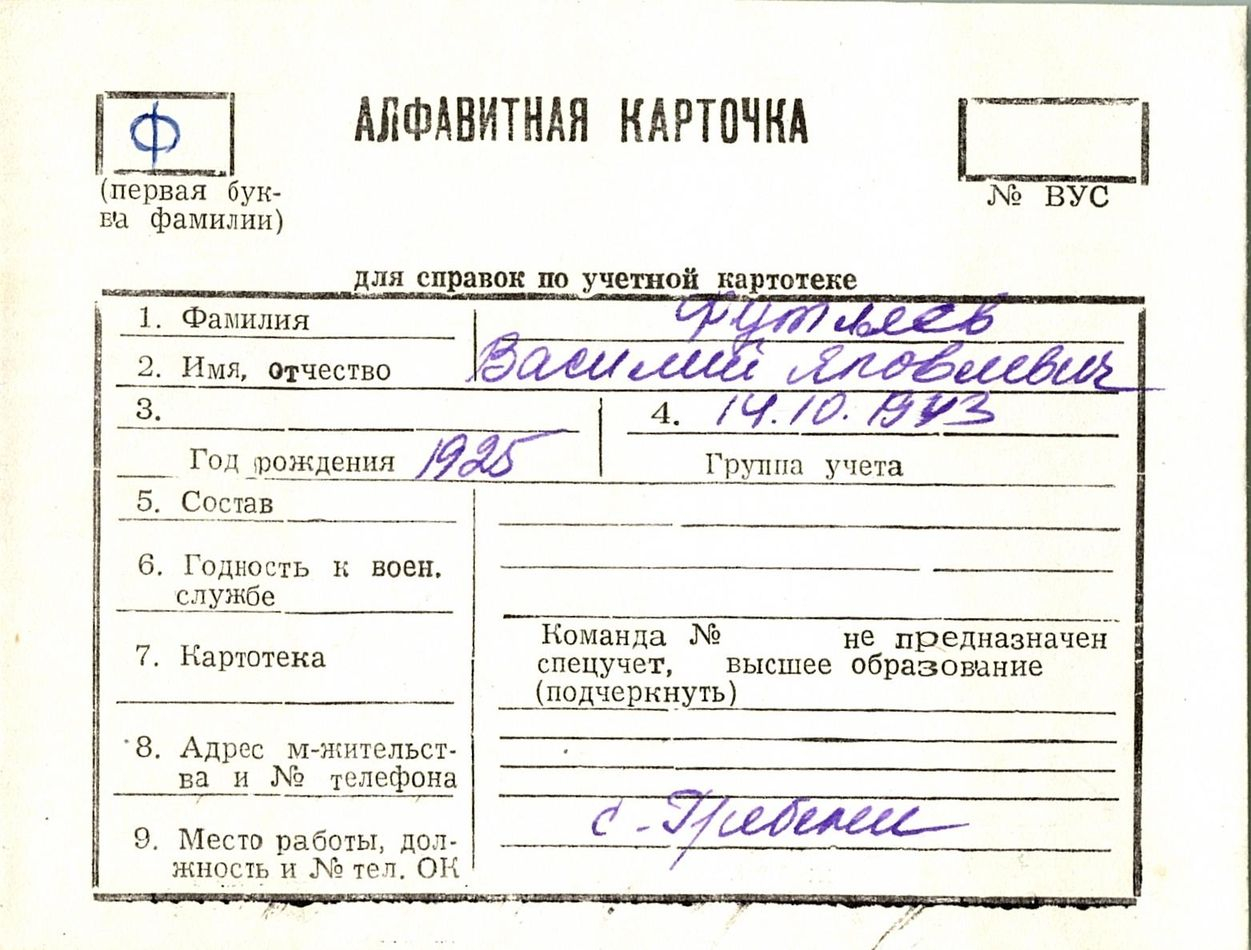 Ф
АЛФАВИТНАЯ КАРТОЧКА
(первая бук-
ва фамилии)
№ ВУС
для справок по учетной картотеке
1. Фамилия Футляев
2. Имя, отчество Василий Яковлевич
3.
4. 14.10.1943
Год рождения 1925
Группа учета
5. Состав
6. Годность к воен.
службе
7. Картотека
Команда № не предназначен
спецучет, высшее образование
(подчеркнуть)
8. Адрес м-жительст-
ва и № телефона
с. Гребени
9. Место работы, дол-
жность и № тел. ОК